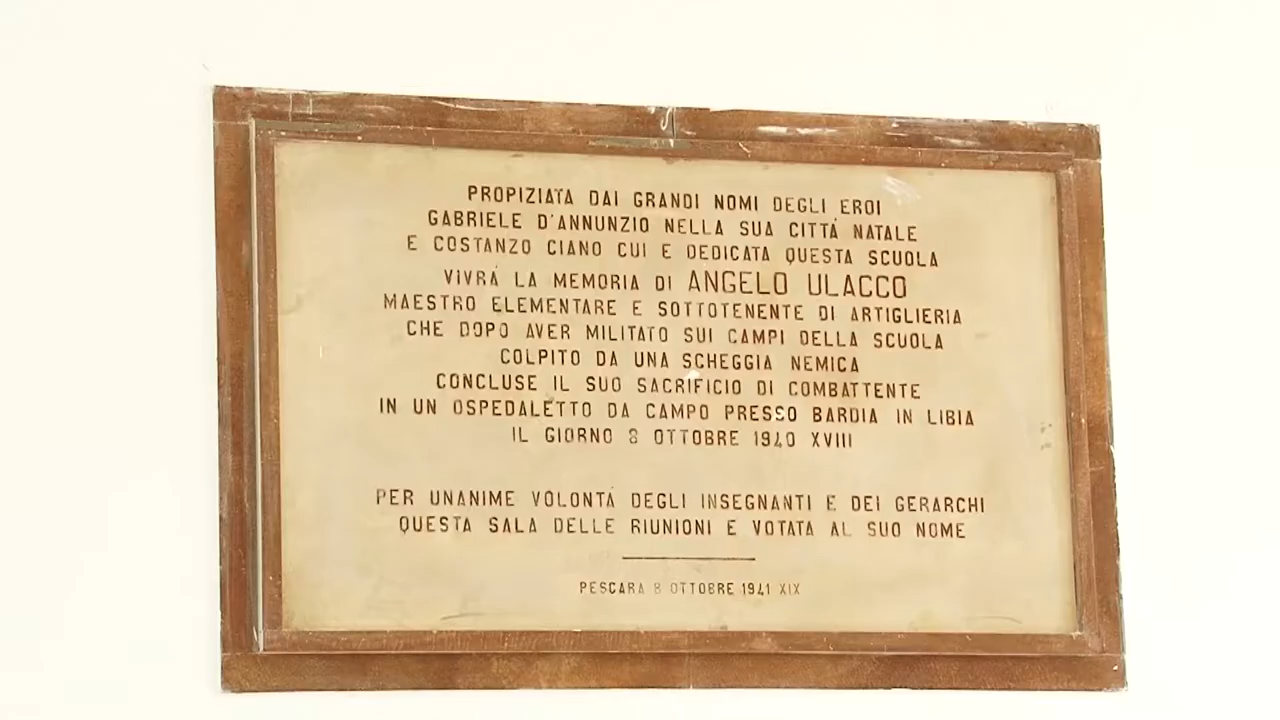 PROPIZIATA DAI GRANDI NOMI DEGLI EROI
GABRIELE D'ANNUNZIO NELLA SUA CITTÀ NATALE
E COSTANZO CIANO CUI E DEDICATA QUESTA SCUOLA
VIVRÀ LA MEMORIA DI ANGELO ULACCO
MAESTRO ELEMENTARE E SOTTOTENENTE DI ARTIGLIERIA
CHE DOPO AVER MILITATO SUI CAMPI DELLA SCUOLA
COLPITO DA UNA SCHEGGIA NEMICA
CONCLUSE IL SUO SACRIFICIO DI COMBATTENTE
IN UN OSPEDALETTO DA CAMPO PRESSO BARDIA IN LIBIA
IL GIORNO 8 OTTOBRE 1940 XVIII
PER UNANIME VOLONTÀ DEGLI INSEGNANTI E DEI GERARCHI
QUESTA SALA DELLE RIUNIONI E VOTATA AL SUO NOME
PESCARA 8 OTTOBRE 1941 XIX